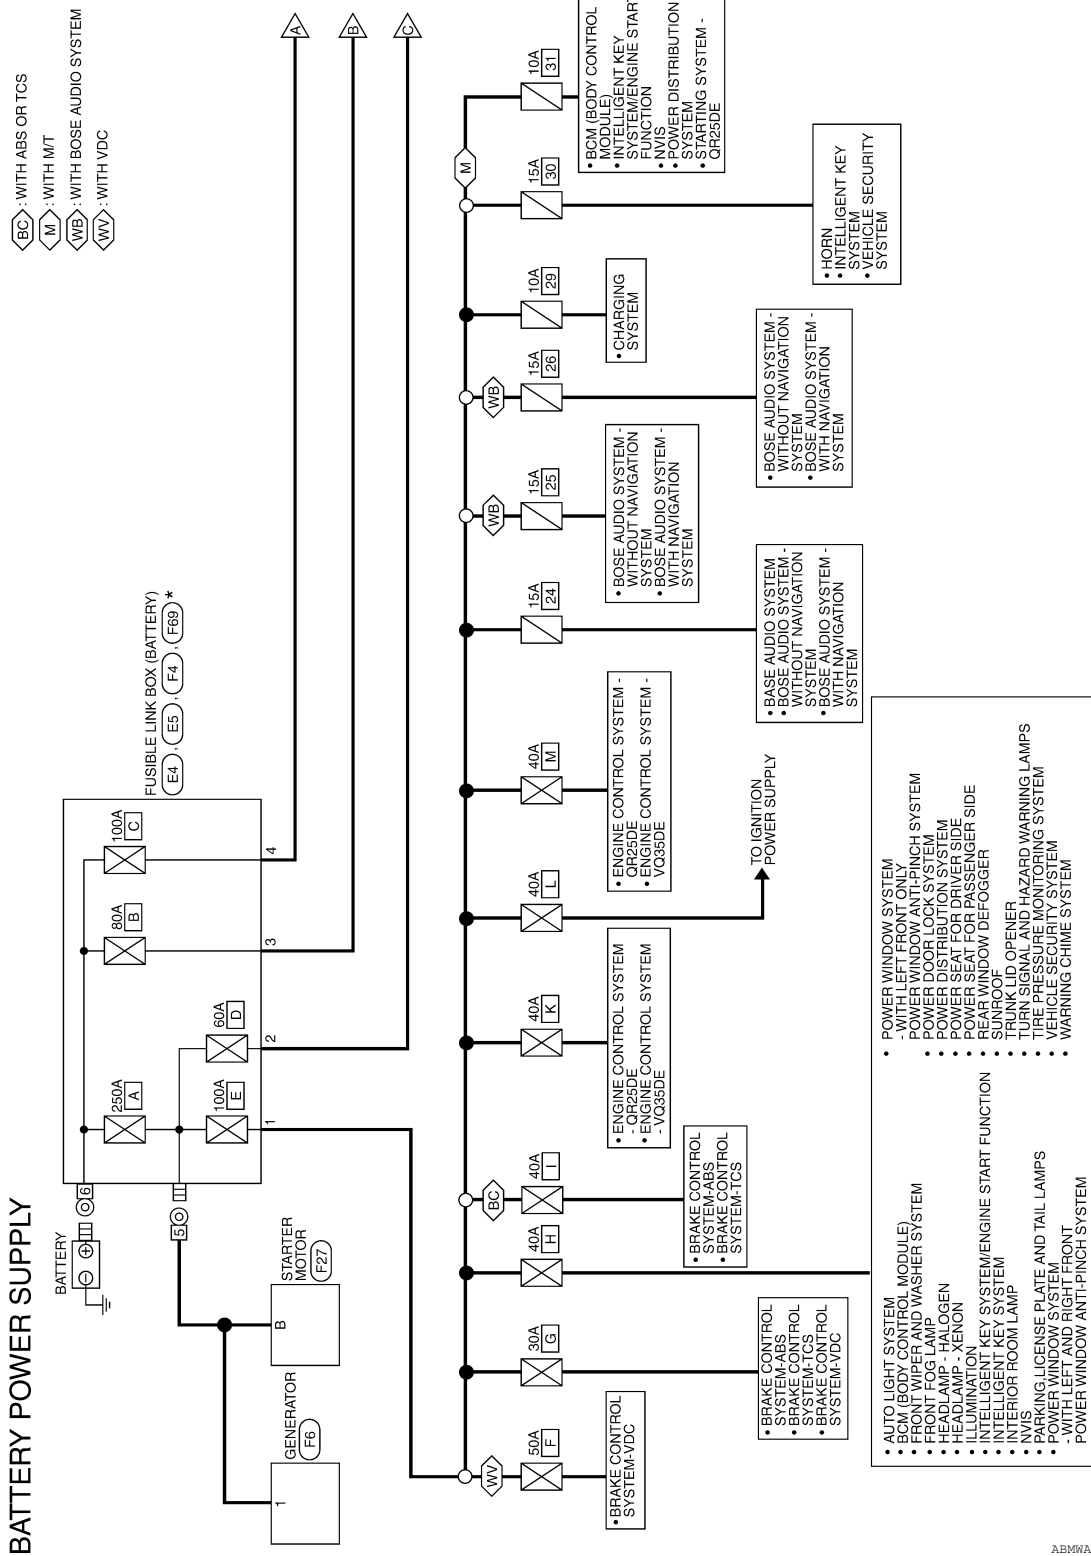 BATTERY POWER SUPPLY
BC : WITH ABS OR TCS
M : WITH M/T
WB : WITH BOSE AUDIO SYSTEM
WV : WITH VDC
BATTERY
6
5
GENERATOR
F6
1
STARTER
MOTOR
F27
B
FUSIBLE LINK BOX (BATTERY)
E4 , E5 , F4 , F69 *
250A
A
80A
B
100A
C
100A
E
60A
D
1
2
3
4
A
B
C
WV
50A
F
• BRAKE CONTROL
SYSTEM-VDC
30A
G
• BRAKE CONTROL
SYSTEM-ABS
• BRAKE CONTROL
SYSTEM-TCS
• BRAKE CONTROL
SYSTEM-VDC
40A
H
BC
40A
I
• BRAKE CONTROL
SYSTEM-ABS
• BRAKE CONTROL
SYSTEM-TCS
40A
K
• ENGINE CONTROL SYSTEM
- QR25DE
• ENGINE CONTROL SYSTEM
- VQ35DE
40A
L
TO IGNITION
POWER SUPPLY
40A
M
• ENGINE CONTROL SYSTEM -
QR25DE
• ENGINE CONTROL SYSTEM -
VQ35DE
15A
24
• BASE AUDIO SYSTEM
• BOSE AUDIO SYSTEM -
WITHOUT NAVIGATION
SYSTEM
• BOSE AUDIO SYSTEM -
WITH NAVIGATION
SYSTEM
WB
15A
25
• BOSE AUDIO SYSTEM -
WITHOUT NAVIGATION
SYSTEM
• BOSE AUDIO SYSTEM -
WITH NAVIGATION
SYSTEM
WB
15A
26
• BOSE AUDIO SYSTEM -
WITHOUT NAVIGATION
SYSTEM
• BOSE AUDIO SYSTEM -
WITH NAVIGATION
SYSTEM
10A
29
• CHARGING
SYSTEM
15A
30
• HORN
• INTELLIGENT KEY
SYSTEM
• VEHICLE SECURITY
SYSTEM
M
10A
31
• BCM (BODY CONTROL
MODULE)
• INTELLIGENT KEY
SYSTEM/ENGINE START
FUNCTION
• NVIS
• POWER DISTRIBUTION
SYSTEM
• STARTING SYSTEM -
QR25DE
• AUTO LIGHT SYSTEM
• BCM (BODY CONTROL MODULE)
• FRONT WIPER AND WASHER SYSTEM
• FRONT FOG LAMP
• HEADLAMP - HALOGEN
• HEADLAMP - XENON
• ILLUMINATION
• INTELLIGENT KEY SYSTEM/ENGINE START FUNCTION
• INTELLIGENT KEY SYSTEM
• INTERIOR ROOM LAMP
• NVIS
• PARKING,LICENSE PLATE AND TAIL LAMPS
• POWER WINDOW SYSTEM
- WITH LEFT AND RIGHT FRONT
POWER WINDOW ANTI-PINCH SYSTEM
• POWER WINDOW SYSTEM
- WITH LEFT FRONT ONLY
POWER WINDOW ANTI-PINCH SYSTEM
• POWER DOOR LOCK SYSTEM
• POWER DISTRIBUTION SYSTEM
• POWER SEAT FOR DRIVER SIDE
• POWER SEAT FOR PASSENGER SIDE
• REAR WINDOW DEFOGGER
• SUNROOF
• TRUNK LID OPENER
• TURN SIGNAL AND HAZARD WARNING LAMPS
• TIRE PRESSURE MONITORING SYSTEM
• VEHICLE SECURITY SYSTEM
• WARNING CHIME SYSTEM
ABMWA